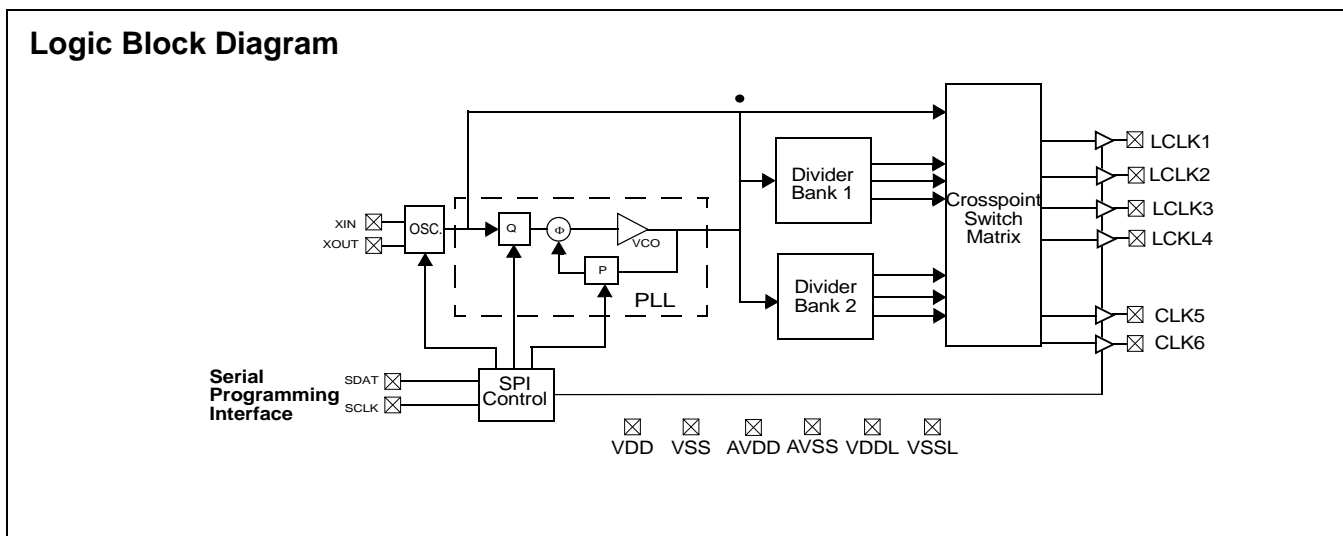 Logic Block Diagram
LCLK1
LCLK2
LCLK3
LCKL4
CLK5
CLK6
Divider
Bank 1
Divider
Bank 2
Crosspoint
Switch
Matrix
XIN
XOUT
OSC.
Q
Φ
VCO
P
PLL
Serial
Programming
Interface
SDAT
SCLK
SPI
Control
VDD VSS AVDD AVSS VDDL VSSL